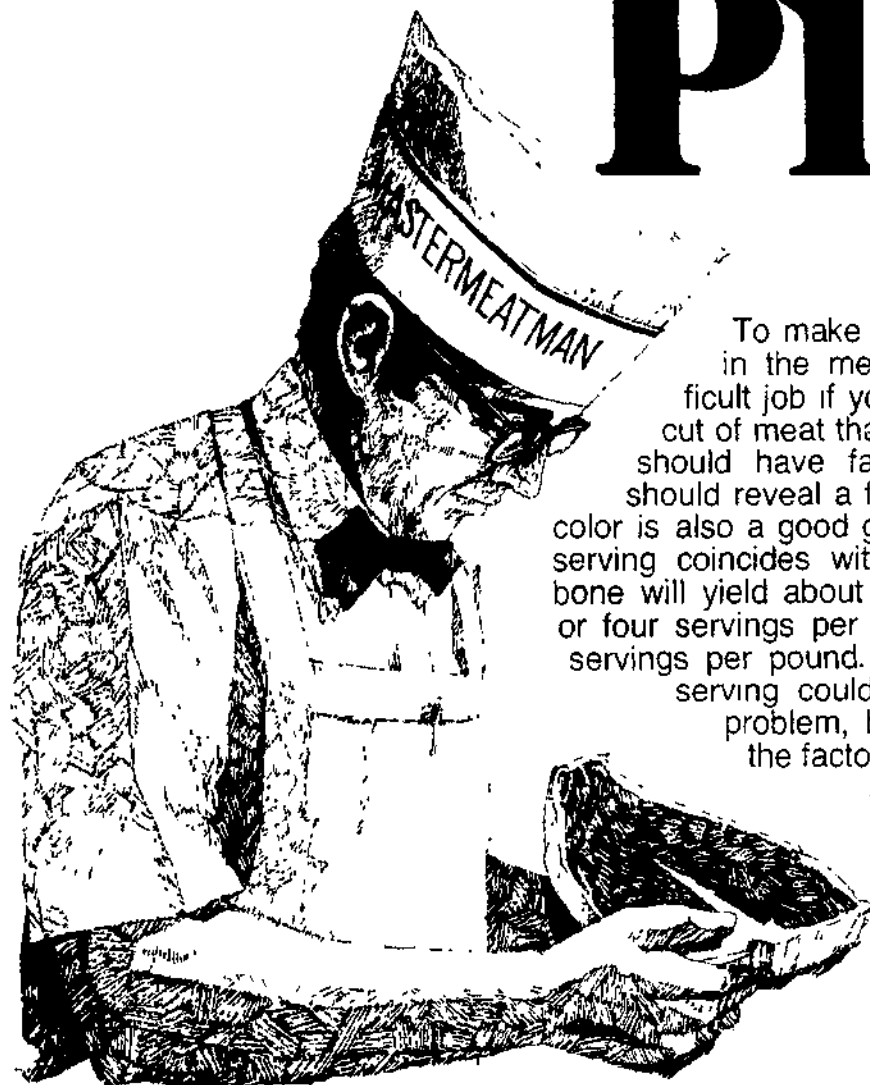 PI
ASTERMEATMAN
To make
in the me
ficult job if yo
cut of meat tha
should have fa
should reveal a f
color is also a good g
serving coincides wit
bone will yield about
or four servings per
servings per pound.
serving could
problem, b
the facto